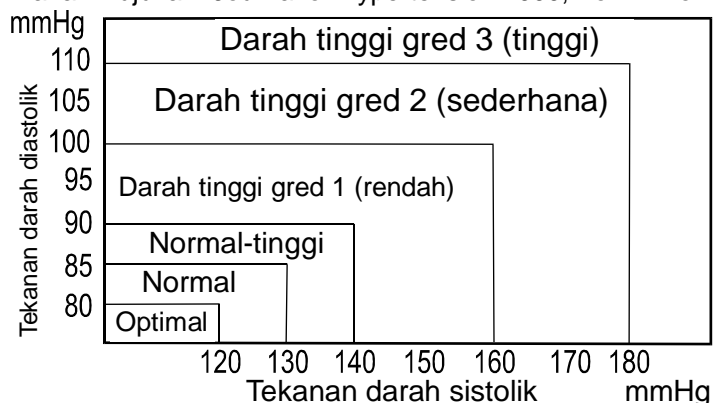 mmHg
Darah tinggi gred 3 (tinggi)
110
105
Darah tinggi gred 2 (sederhana)
100
95
Darah tinggi gred 1 (rendah)
90
Normal-tinggi
85
Normal
80
Optimal
Tekanan darah diastolik
120 130 140 150 160 170 180
Tekanan darah sistolik mmHg